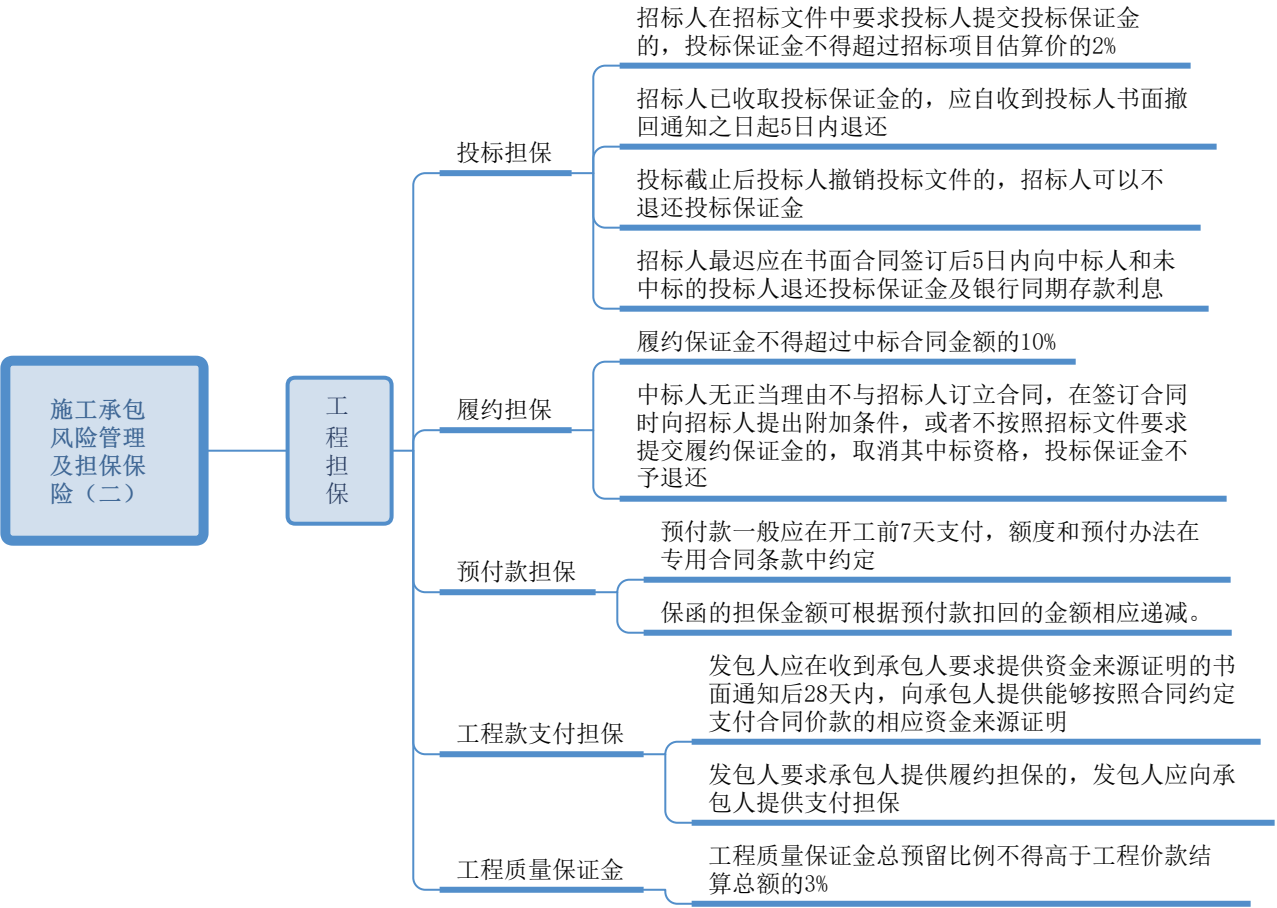 施工承包
风险管理
及担保保
险（二）
工
程
担
保
投标担保
招标人在招标文件中要求投标人提交投标保证金
的，投标保证金不得超过招标项目估算价的2%
招标人已收取投标保证金的，应自收到投标人书面撤
回通知之日起5日内退还
投标截止后投标人撤销投标文件的，招标人可以不
退还投标保证金
招标人最迟应在书面合同签订后5日内向中标人和未
中标的投标人退还投标保证金及银行同期存款利息
履约担保
履约保证金不得超过中标合同金额的10%
中标人无正当理由不与招标人订立合同，在签订合同
时向招标人提出附加条件，或者不按照招标文件要求
提交履约保证金的，取消其中标资格，投标保证金不
予退还
预付款担保
预付款一般应在开工前7天支付，额度和预付办法在
专用合同条款中约定
保函的担保金额可根据预付款扣回的金额相应递减。
工程款支付担保
发包人应在收到承包人要求提供资金来源证明的书
面通知后28天内，向承包人提供能够按照合同约定
支付合同价款的相应资金来源证明
发包人要求承包人提供履约担保的，发包人应向承
包人提供支付担保
工程质量保证金
工程质量保证金总预留比例不得高于工程价款结
算总额的3%